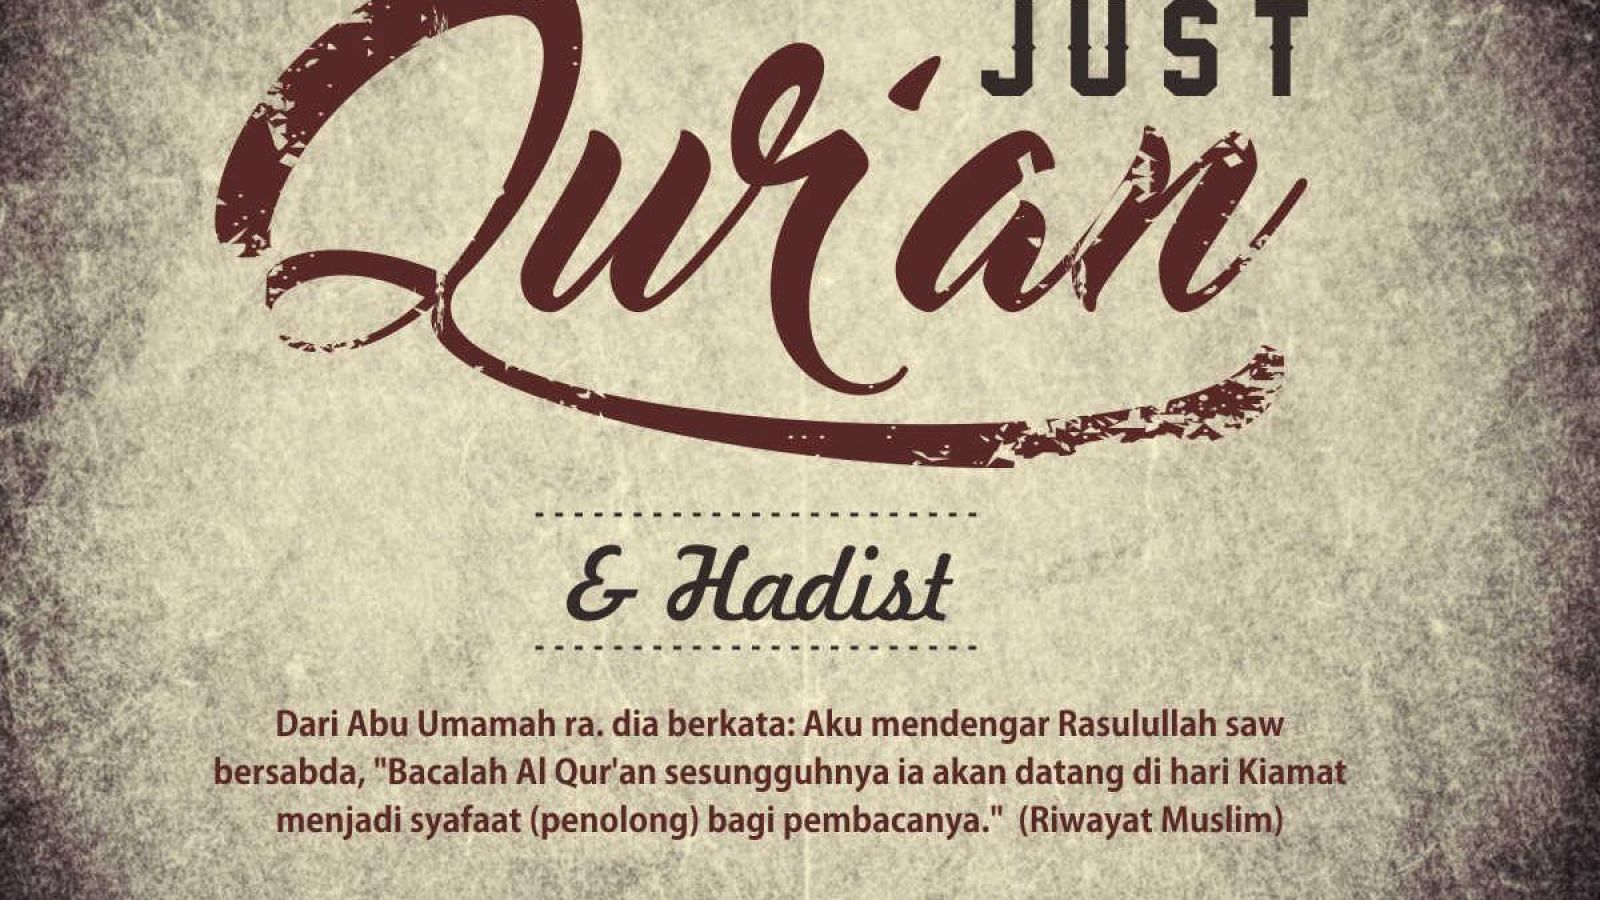 JUST
Qur'an
& Hadist
Dari Abu Umamah ra. dia berkata: Aku mendengar Rasulullah saw
bersabda, "Bacalah Al Qur'an sesungguhnya ia akan datang di hari Kiamat
menjadi syafaat (penolong) bagi pembacanya." (Riwayat Muslim)